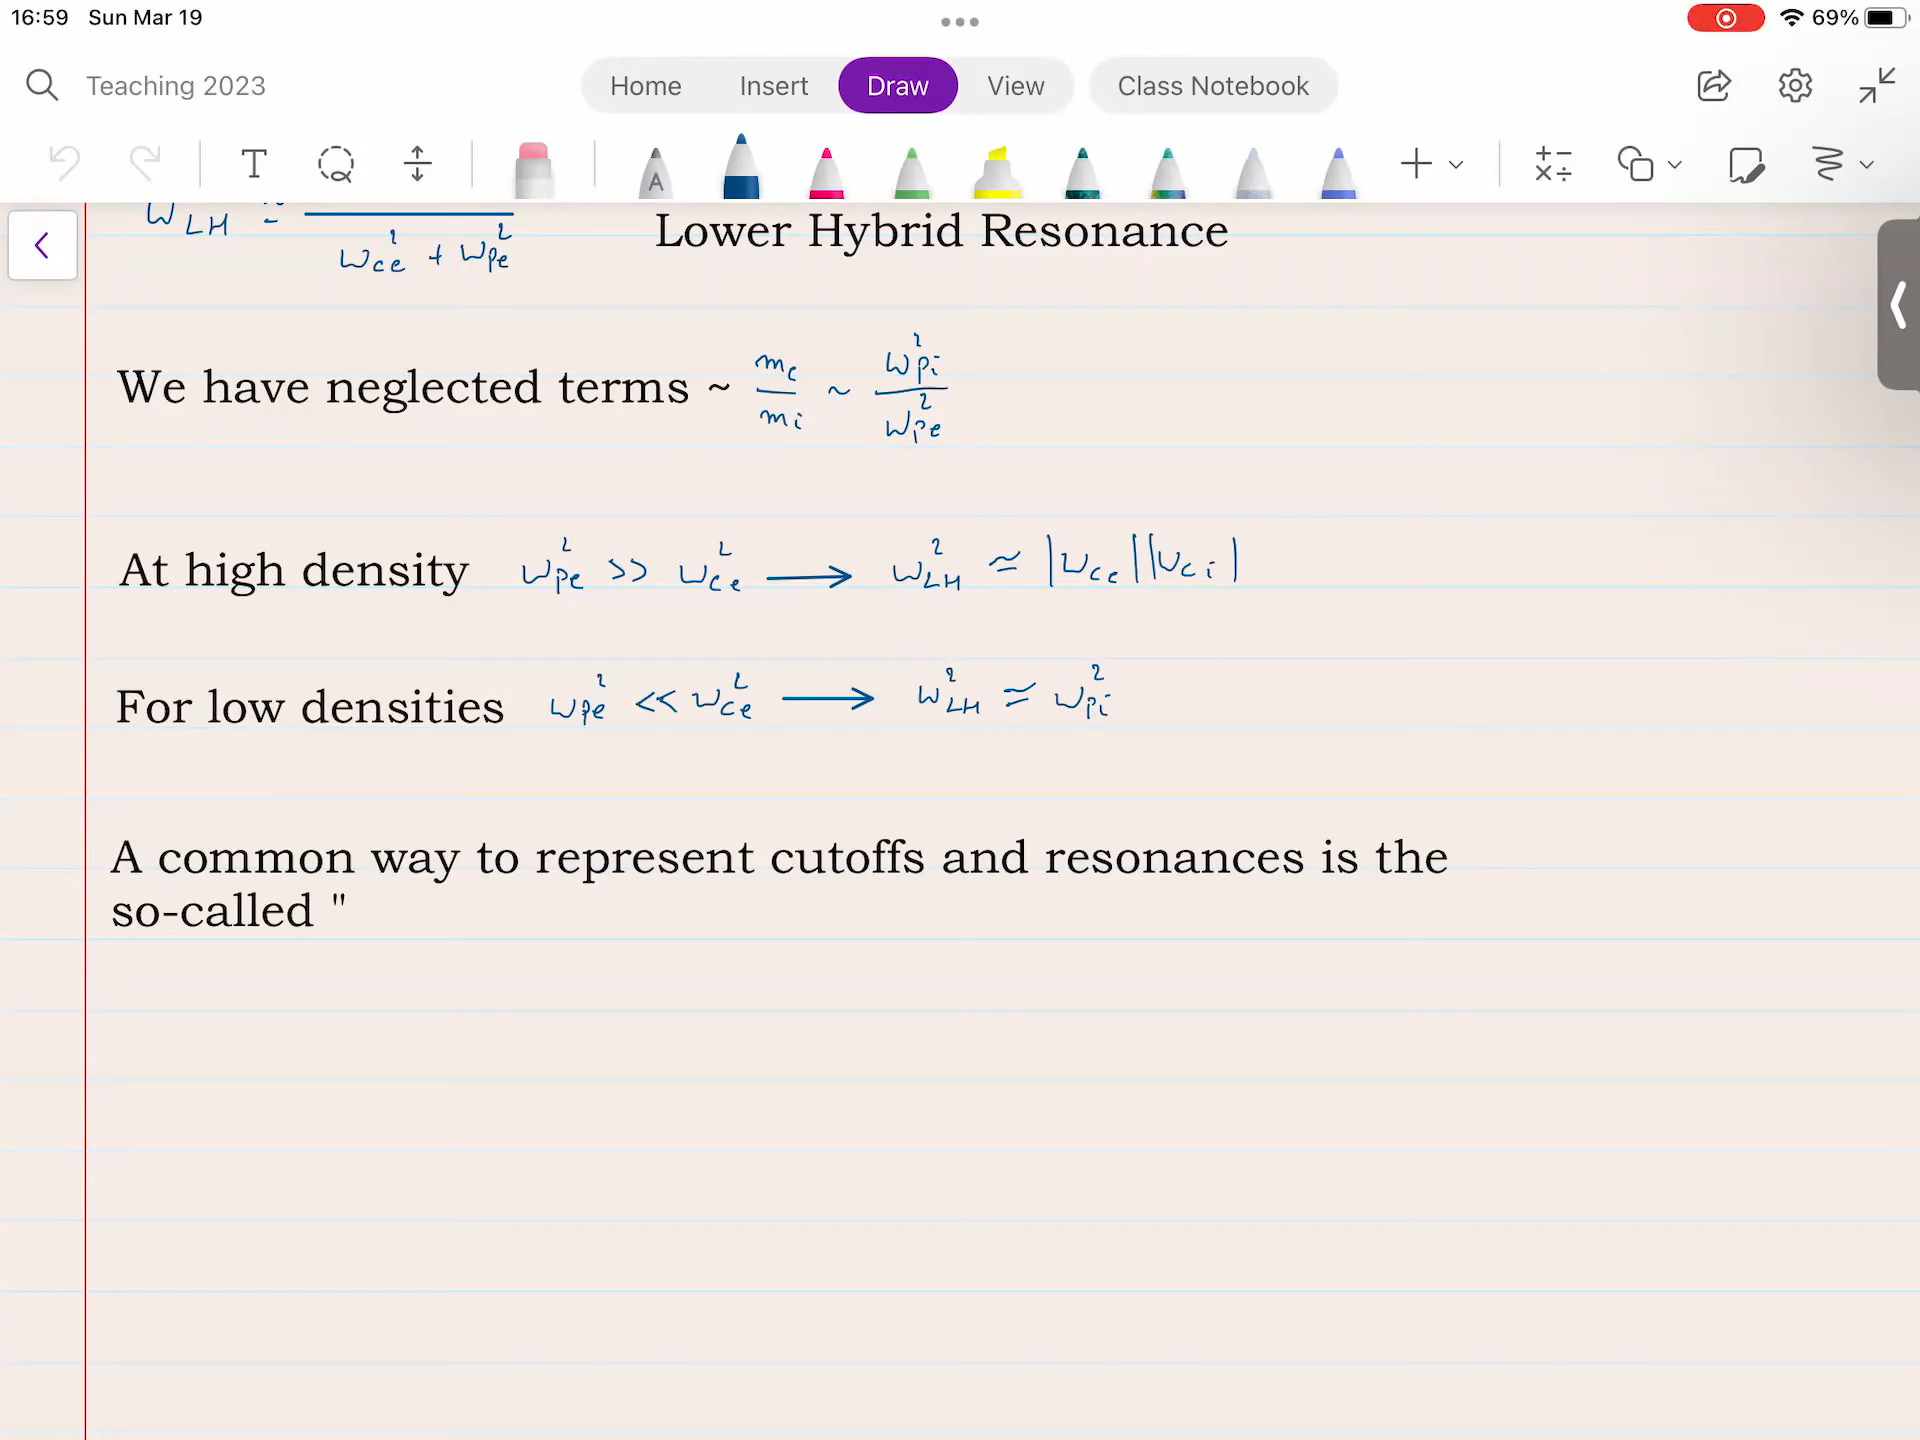 16:59 Sun Mar 19
69%
Teaching 2023
Home Insert Draw View Class Notebook
T
A
ω_LH =
ω_ce² + ω_pe²
Lower Hybrid Resonance
We have neglected terms ~ m_e/m_i ~ ω_pi²/ω_pe²
At high density ω_pe² >> ω_ce² → ω_LH² ≃ |ω_ce||ω_ci|
For low densities ω_pe² << ω_ce² → ω_LH² ≃ ω_pi²
A common way to represent cutoffs and resonances is the
so-called "